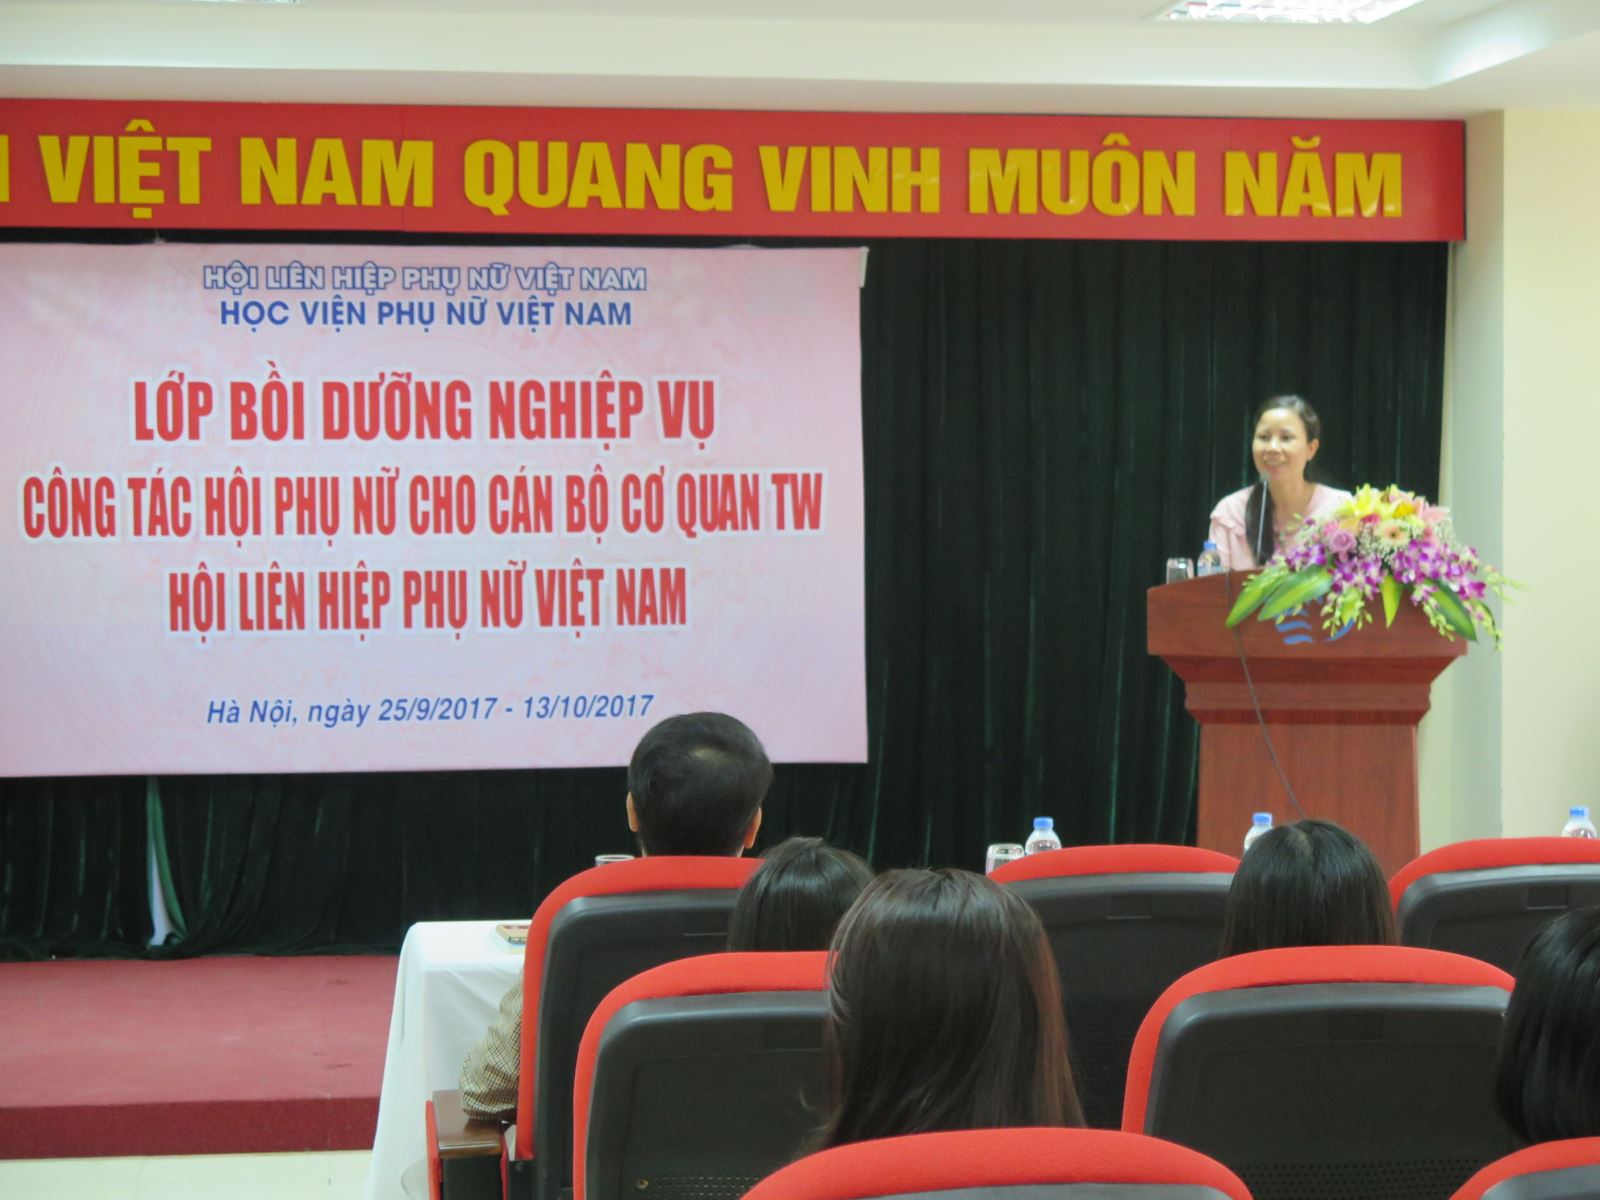 VIỆT NAM QUANG VINH MUÔN NĂM
HỘI LIÊN HIỆP PHỤ NỮ VIỆT NAM
HỌC VIỆN PHỤ NỮ VIỆT NAM
LỚP BỒI DƯỠNG NGHIỆP VỤ
CÔNG TÁC HỘI PHỤ NỮ CHO CÁN BỘ CƠ QUAN TW
HỘI LIÊN HIỆP PHỤ NỮ VIỆT NAM
Hà Nội, ngày 25/9/2017 - 13/10/2017